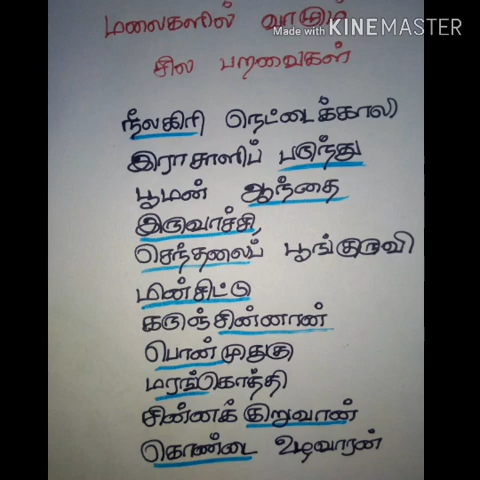 மலைகளில் வாழும்
Made with KINEMASTER
சில பறவைகள்
நீலகிரி நெட்டைக்காலி
இராசாளிப் பருந்து
பூமன் ஆந்தை
இருவாச்சி,
செந்தலைப் பூங்குருவி
மின்சிட்டு
கருஞ்சின்னான்
பொன்முதுகு
மரங்கொத்தி
சின்னக் குறுவான்
கொண்டை உழவாரன்